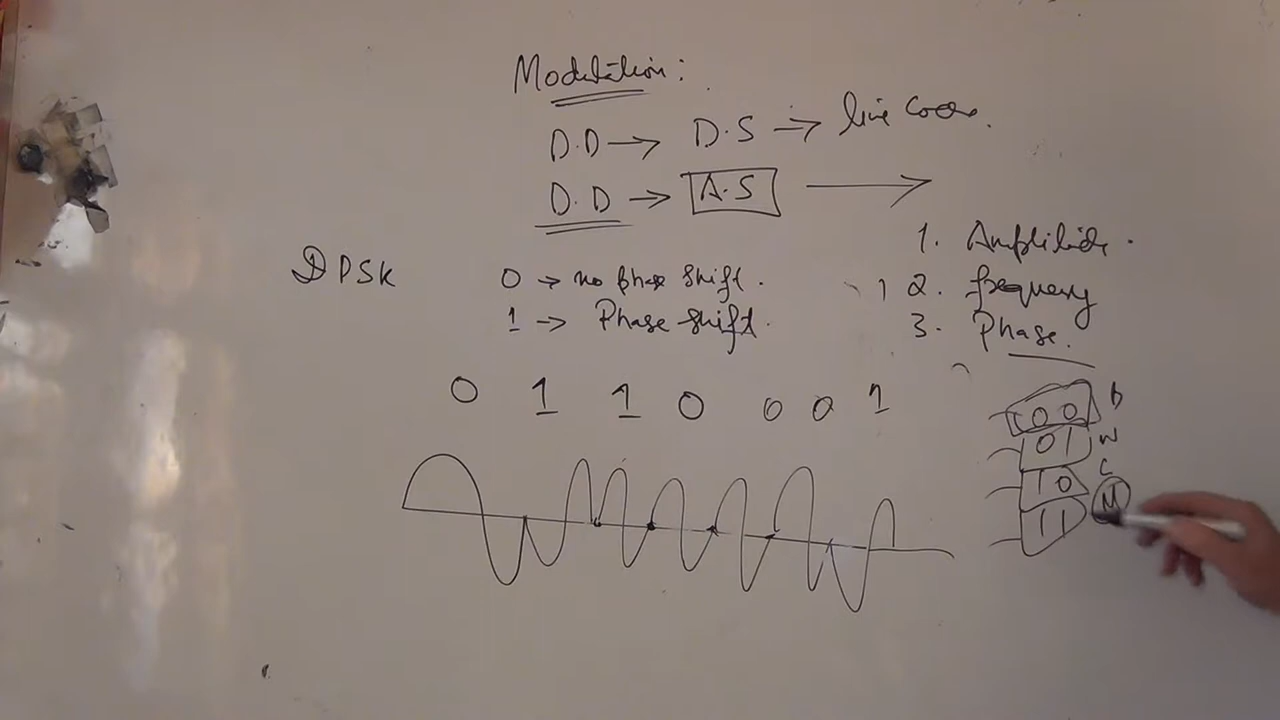 Modulation:
D.D → D.S → line
D.D → A.S →
1. Amplitude.
DPSK 0 → no phase shift. 2. frequency
1 → Phase shift. 3. Phase.
0 1 1 0 0 0 1
00 D
01 W
10 C
11 M